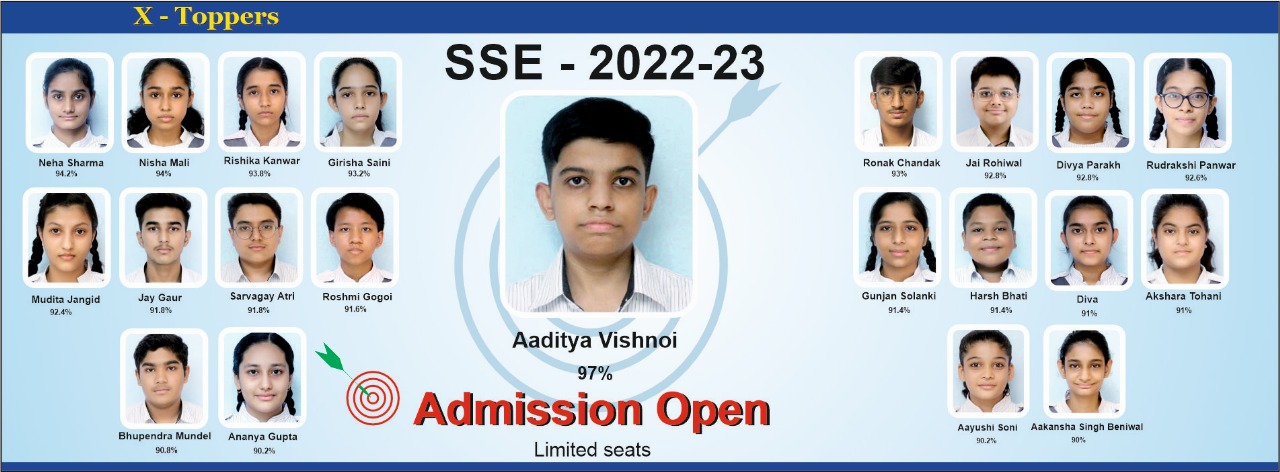 X - Toppers
SSE - 2022-23
Neha Sharma
94.2%
Nisha Mali
94%
Rishika Kanwar
93.8%
Girisha Saini
93.2%
Mudita Jangid
92.4%
Jay Gaur
91.8%
Sarvagay Atri
91.8%
Roshmi Gogoi
91.6%
Bhupendra Mundel
90.8%
Ananya Gupta
90.2%
Aaditya Vishnoi
97%
Admission Open
Limited seats
Ronak Chandak
93%
Jai Rohiwal
92.8%
Divya Parakh
92.8%
Rudrakshi Panwar
92.6%
Gunjan Solanki
91.4%
Harsh Bhati
91.4%
Diva
91%
Akshara Tohani
91%
Aayushi Soni
90.2%
Aakansha Singh Beniwal
90%